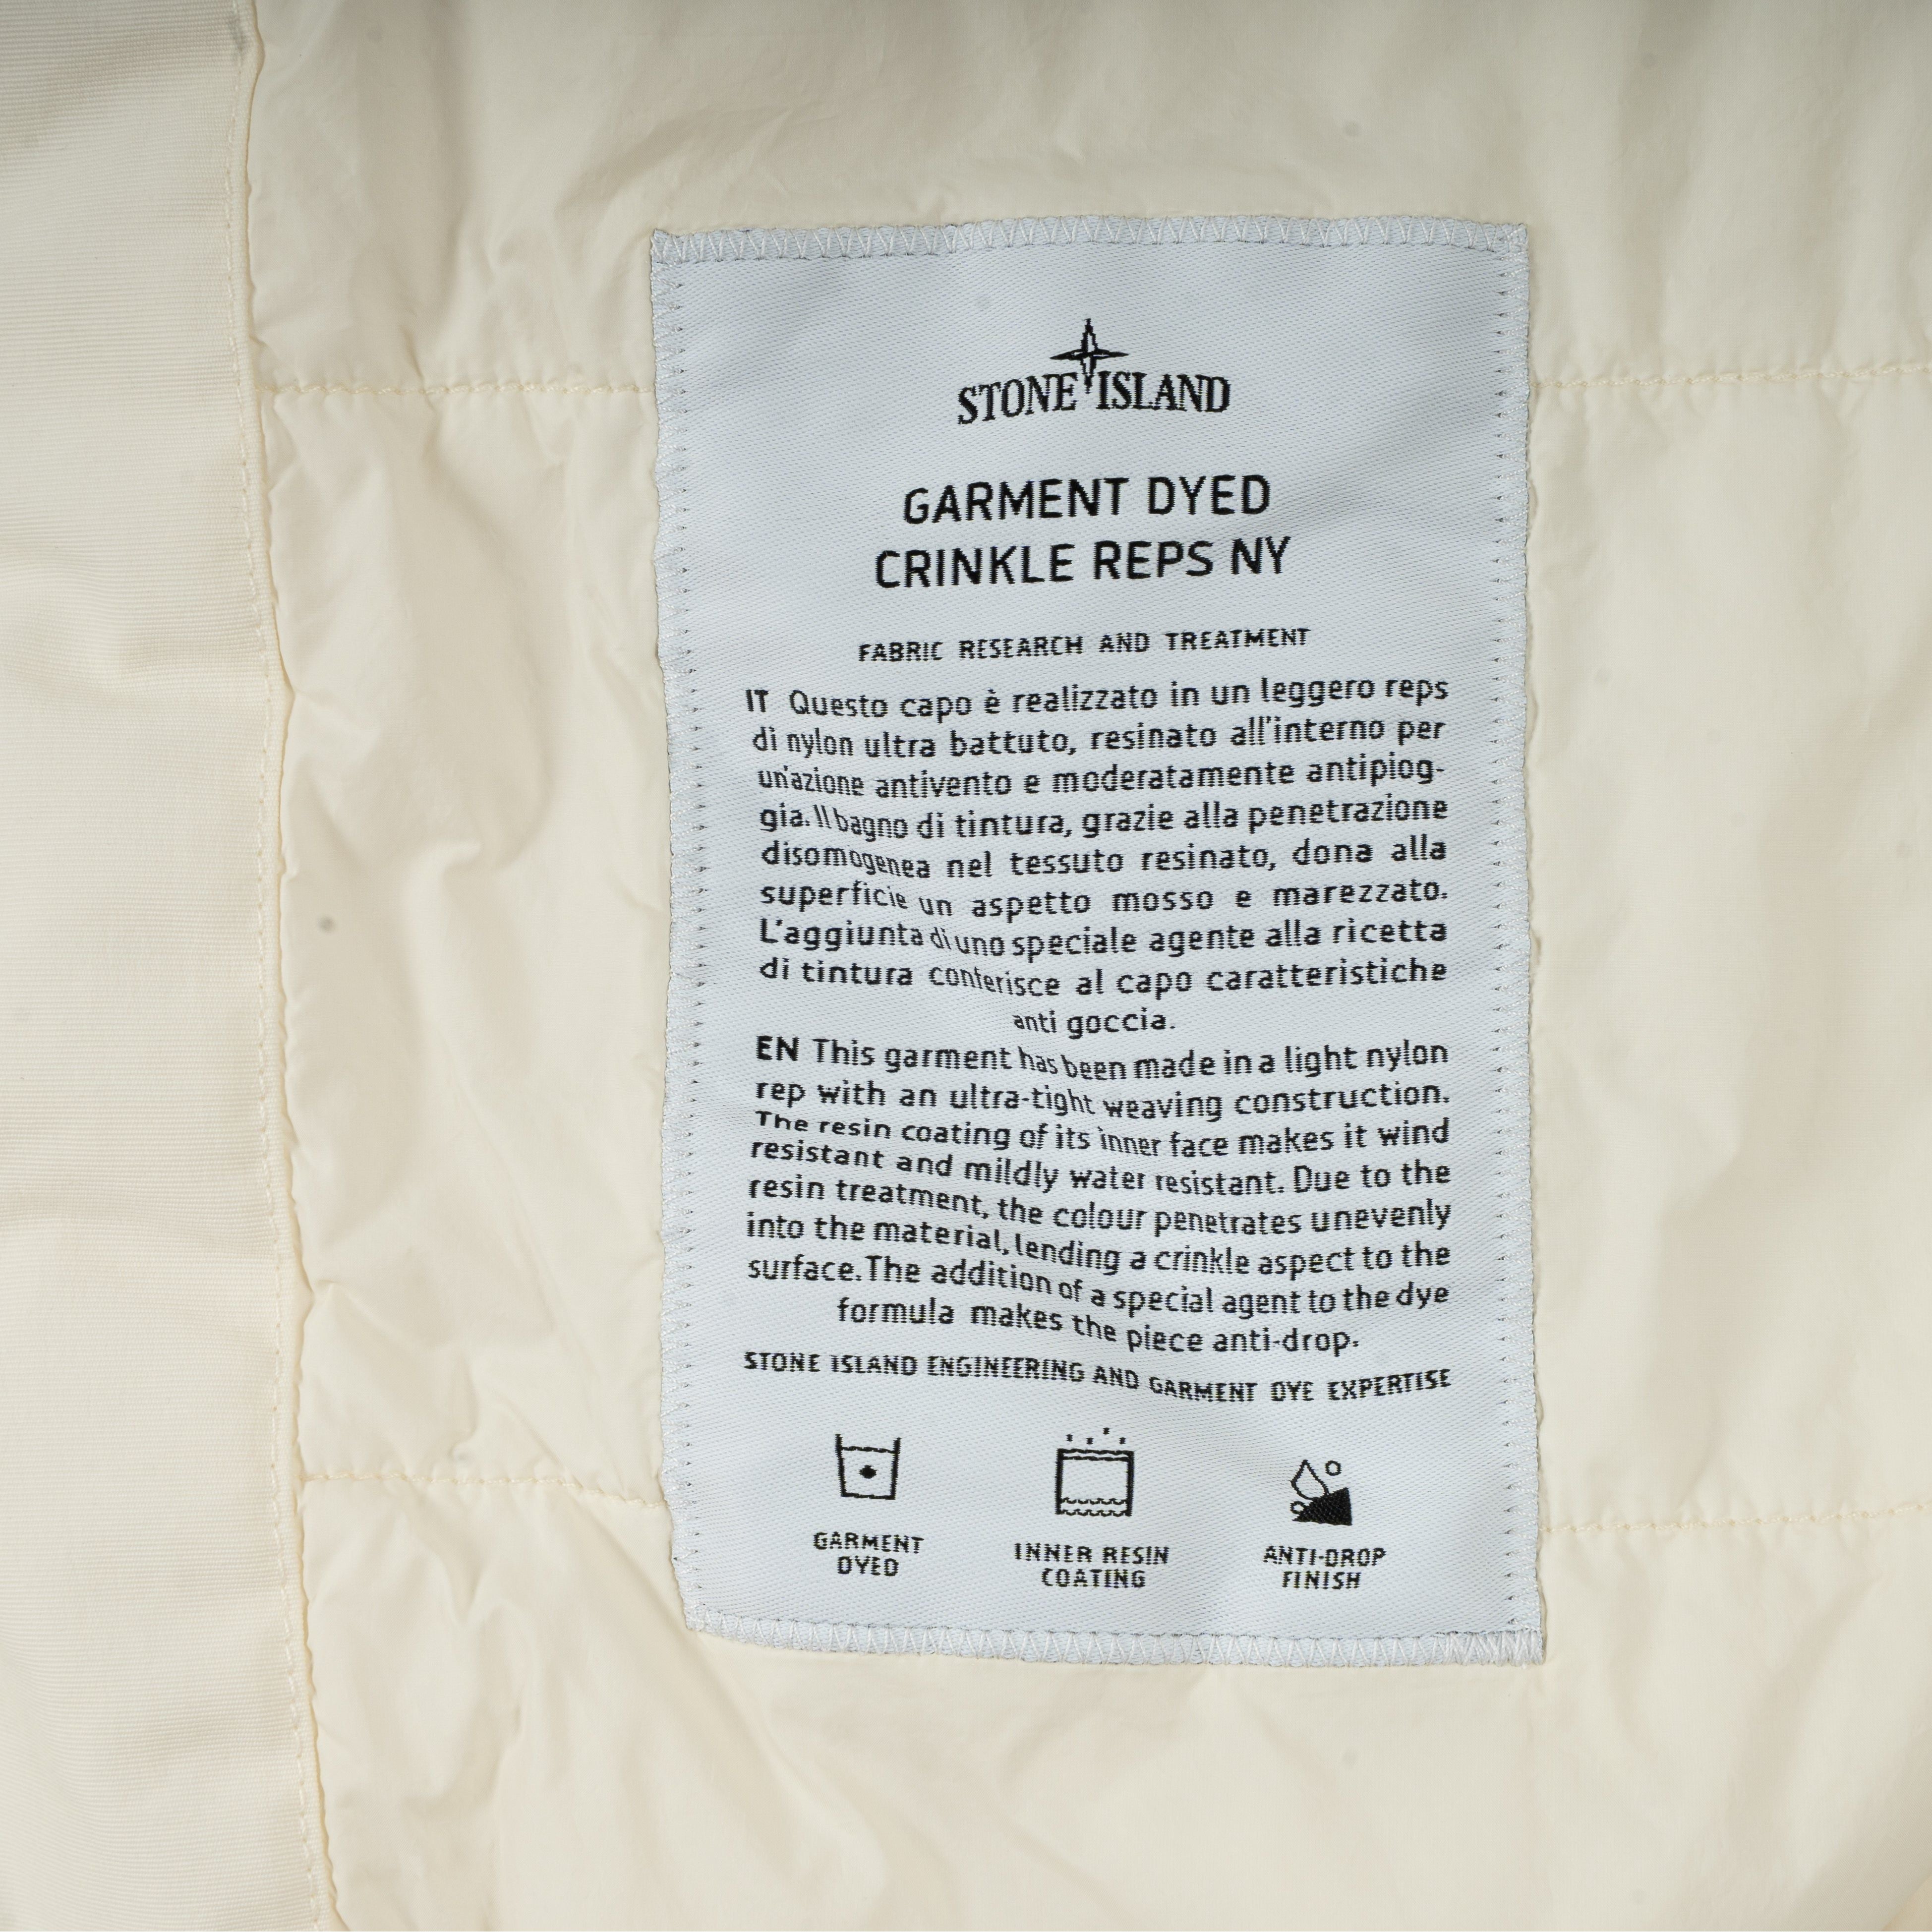 STONE ISLAND
GARMENT DYED
CRINKLE REPS NY
FABRIC RESEARCH AND TREATMENT
IT Questo capo è realizzato in un leggero reps
di nylon ultra battuto, resinato all'interno per
un'azione antivento e moderatamente antipiog-
gia. Il bagno di tintura, grazie alla penetrazione
disomogenea nel tessuto resinato, dona alla
superficie un aspetto mosso e marezzato.
L'aggiunta di uno speciale agente alla ricetta
di tintura conferisce al capo caratteristiche
anti goccia.
EN This garment has been made in a light nylon
rep with an ultra-tight weaving construction.
The resin coating of its inner face makes it wind
resistant and mildly water resistant. Due to the
resin treatment, the colour penetrates unevenly
into the material, lending a crinkle aspect to the
surface. The addition of a special agent to the dye
formula makes the piece anti-drop.
STONE ISLAND ENGINEERING AND GARMENT DYE EXPERTISE
GARMENT
DYED
INNER RESIN
COATING
ANTI-DROP
FINISH